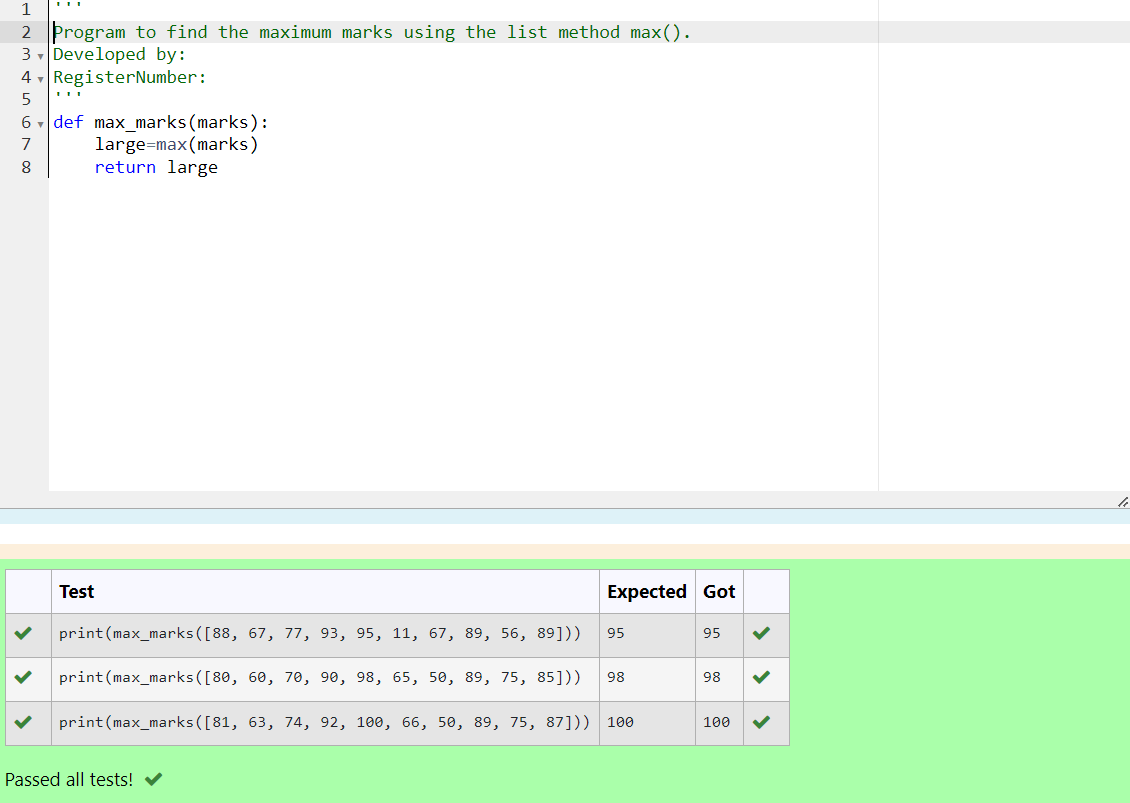 1 '''
2 Program to find the maximum marks using the list method max().
3 Developed by:
4 RegisterNumber:
5 '''
6 def max_marks(marks):
7     large=max(marks)
8     return large
Test Expected Got
print(max_marks([88, 67, 77, 93, 95, 11, 67, 89, 56, 89])) 95 95
print(max_marks([80, 60, 70, 90, 98, 65, 50, 89, 75, 85])) 98 98
print(max_marks([81, 63, 74, 92, 100, 66, 50, 89, 75, 87])) 100 100
Passed all tests!